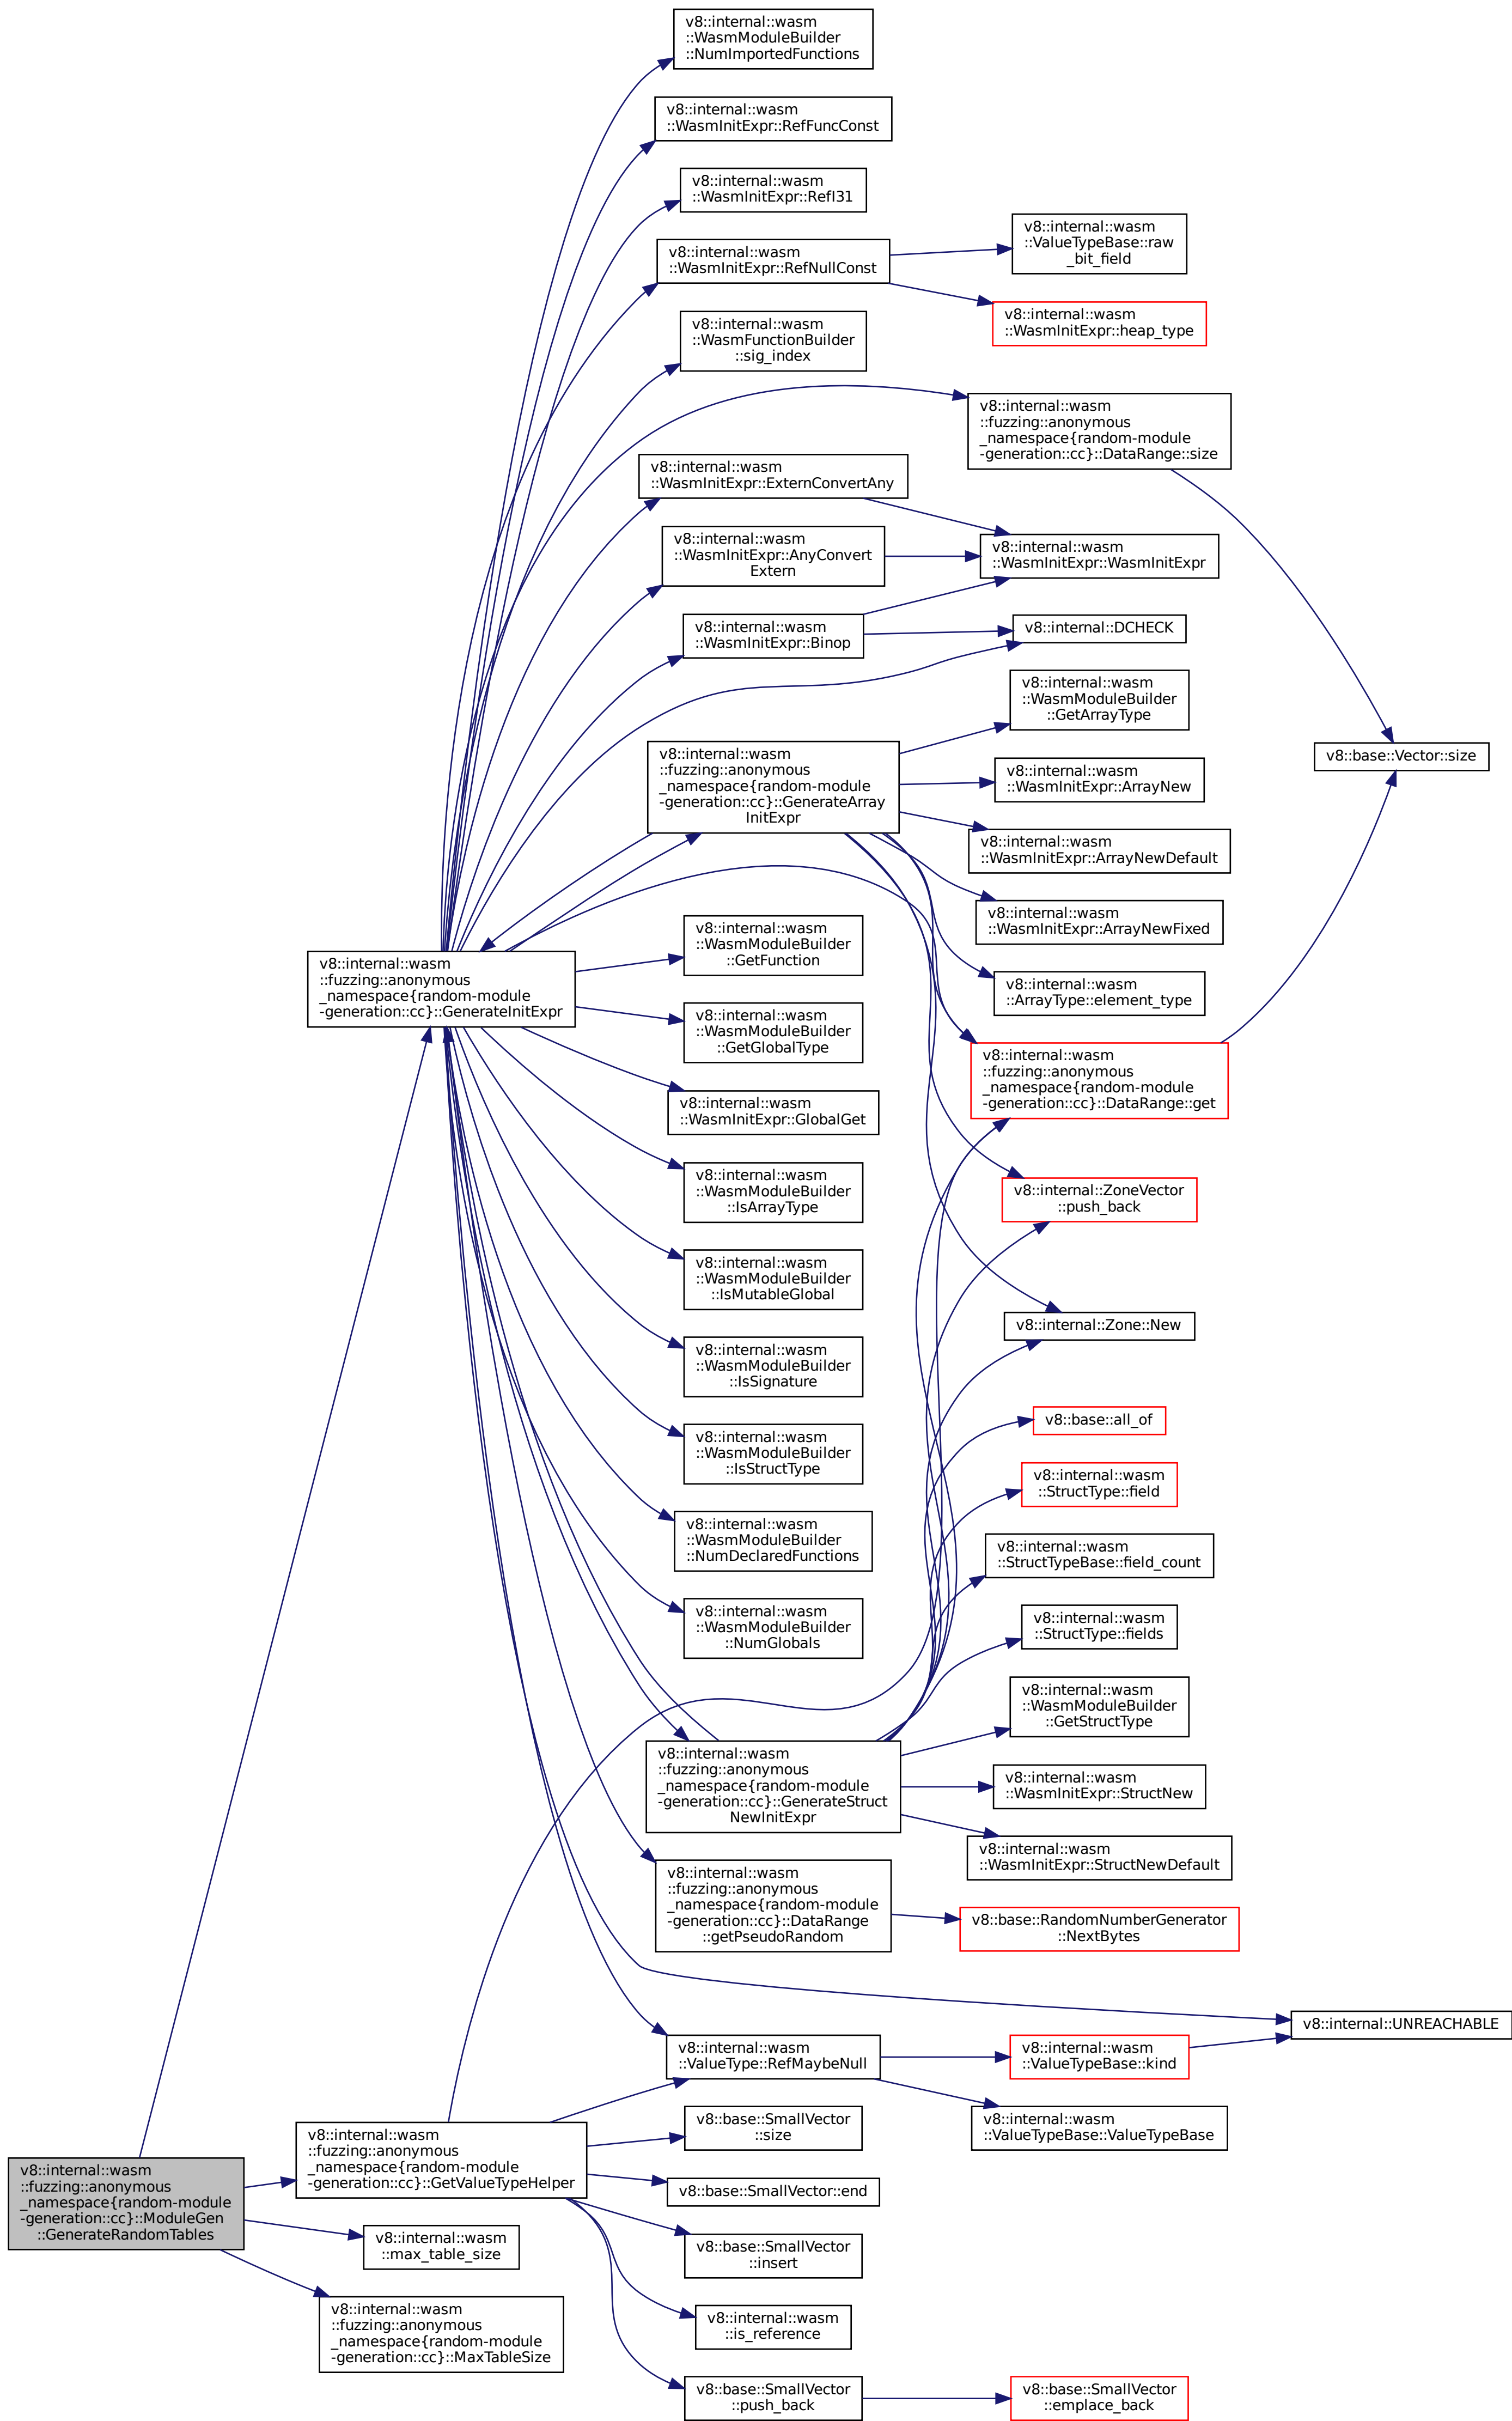 v8::internal::wasm
::WasmModuleBuilder
::NumImportedFunctions
v8::internal::wasm
::WasmInitExpr::RefFuncConst
v8::internal::wasm
::WasmInitExpr::RefI31
v8::internal::wasm
::ValueTypeBase::raw
_bit_field
v8::internal::wasm
::WasmInitExpr::RefNullConst
v8::internal::wasm
::WasmInitExpr::heap_type
v8::internal::wasm
::WasmFunctionBuilder
::sig_index
v8::internal::wasm
::fuzzing::anonymous
_namespace{random-module
-generation::cc}::DataRange::size
v8::internal::wasm
::WasmInitExpr::ExternConvertAny
v8::internal::wasm
::WasmInitExpr::AnyConvert
Extern
v8::internal::wasm
::WasmInitExpr::WasmInitExpr
v8::internal::wasm
::WasmInitExpr::Binop
v8::internal::DCHECK
v8::internal::wasm
::WasmModuleBuilder
::GetArrayType
v8::internal::wasm
::fuzzing::anonymous
_namespace{random-module
-generation::cc}::GenerateArray
InitExpr
v8::base::Vector::size
v8::internal::wasm
::WasmInitExpr::ArrayNew
v8::internal::wasm
::WasmInitExpr::ArrayNewDefault
v8::internal::wasm
::WasmInitExpr::ArrayNewFixed
v8::internal::wasm
::WasmModuleBuilder
::GetFunction
v8::internal::wasm
::fuzzing::anonymous
_namespace{random-module
-generation::cc}::GenerateInitExpr
v8::internal::wasm
::ArrayType::element_type
v8::internal::wasm
::WasmModuleBuilder
::GetGlobalType
v8::internal::wasm
::fuzzing::anonymous
_namespace{random-module
-generation::cc}::DataRange::get
v8::internal::wasm
::WasmInitExpr::GlobalGet
v8::internal::wasm
::WasmModuleBuilder
::IsArrayType
v8::internal::ZoneVector
::push_back
v8::internal::wasm
::WasmModuleBuilder
::IsMutableGlobal
v8::internal::Zone::New
v8::internal::wasm
::WasmModuleBuilder
::IsSignature
v8::base::all_of
v8::internal::wasm
::WasmModuleBuilder
::IsStructType
v8::internal::wasm
::StructType::field
v8::internal::wasm
::WasmModuleBuilder
::NumDeclaredFunctions
v8::internal::wasm
::StructTypeBase::field_count
v8::internal::wasm
::WasmModuleBuilder
::NumGlobals
v8::internal::wasm
::StructType::fields
v8::internal::wasm
::WasmModuleBuilder
::GetStructType
v8::internal::wasm
::fuzzing::anonymous
_namespace{random-module
-generation::cc}::GenerateStruct
NewInitExpr
v8::internal::wasm
::WasmInitExpr::StructNew
v8::internal::wasm
::WasmInitExpr::StructNewDefault
v8::internal::wasm
::fuzzing::anonymous
_namespace{random-module
-generation::cc}::DataRange
::getPseudoRandom
v8::base::RandomNumberGenerator
::NextBytes
v8::internal::UNREACHABLE
v8::internal::wasm
::ValueType::RefMaybeNull
v8::internal::wasm
::ValueTypeBase::kind
v8::internal::wasm
::ValueTypeBase::ValueTypeBase
v8::base::SmallVector
::size
v8::internal::wasm
::fuzzing::anonymous
_namespace{random-module
-generation::cc}::GetValueTypeHelper
v8::base::SmallVector::end
v8::internal::wasm
::fuzzing::anonymous
_namespace{random-module
-generation::cc}::ModuleGen
::GenerateRandomTables
v8::internal::wasm
::max_table_size
v8::base::SmallVector
::insert
v8::internal::wasm
::fuzzing::anonymous
_namespace{random-module
-generation::cc}::MaxTableSize
v8::internal::wasm
::is_reference
v8::base::SmallVector
::push_back
v8::base::SmallVector
::emplace_back